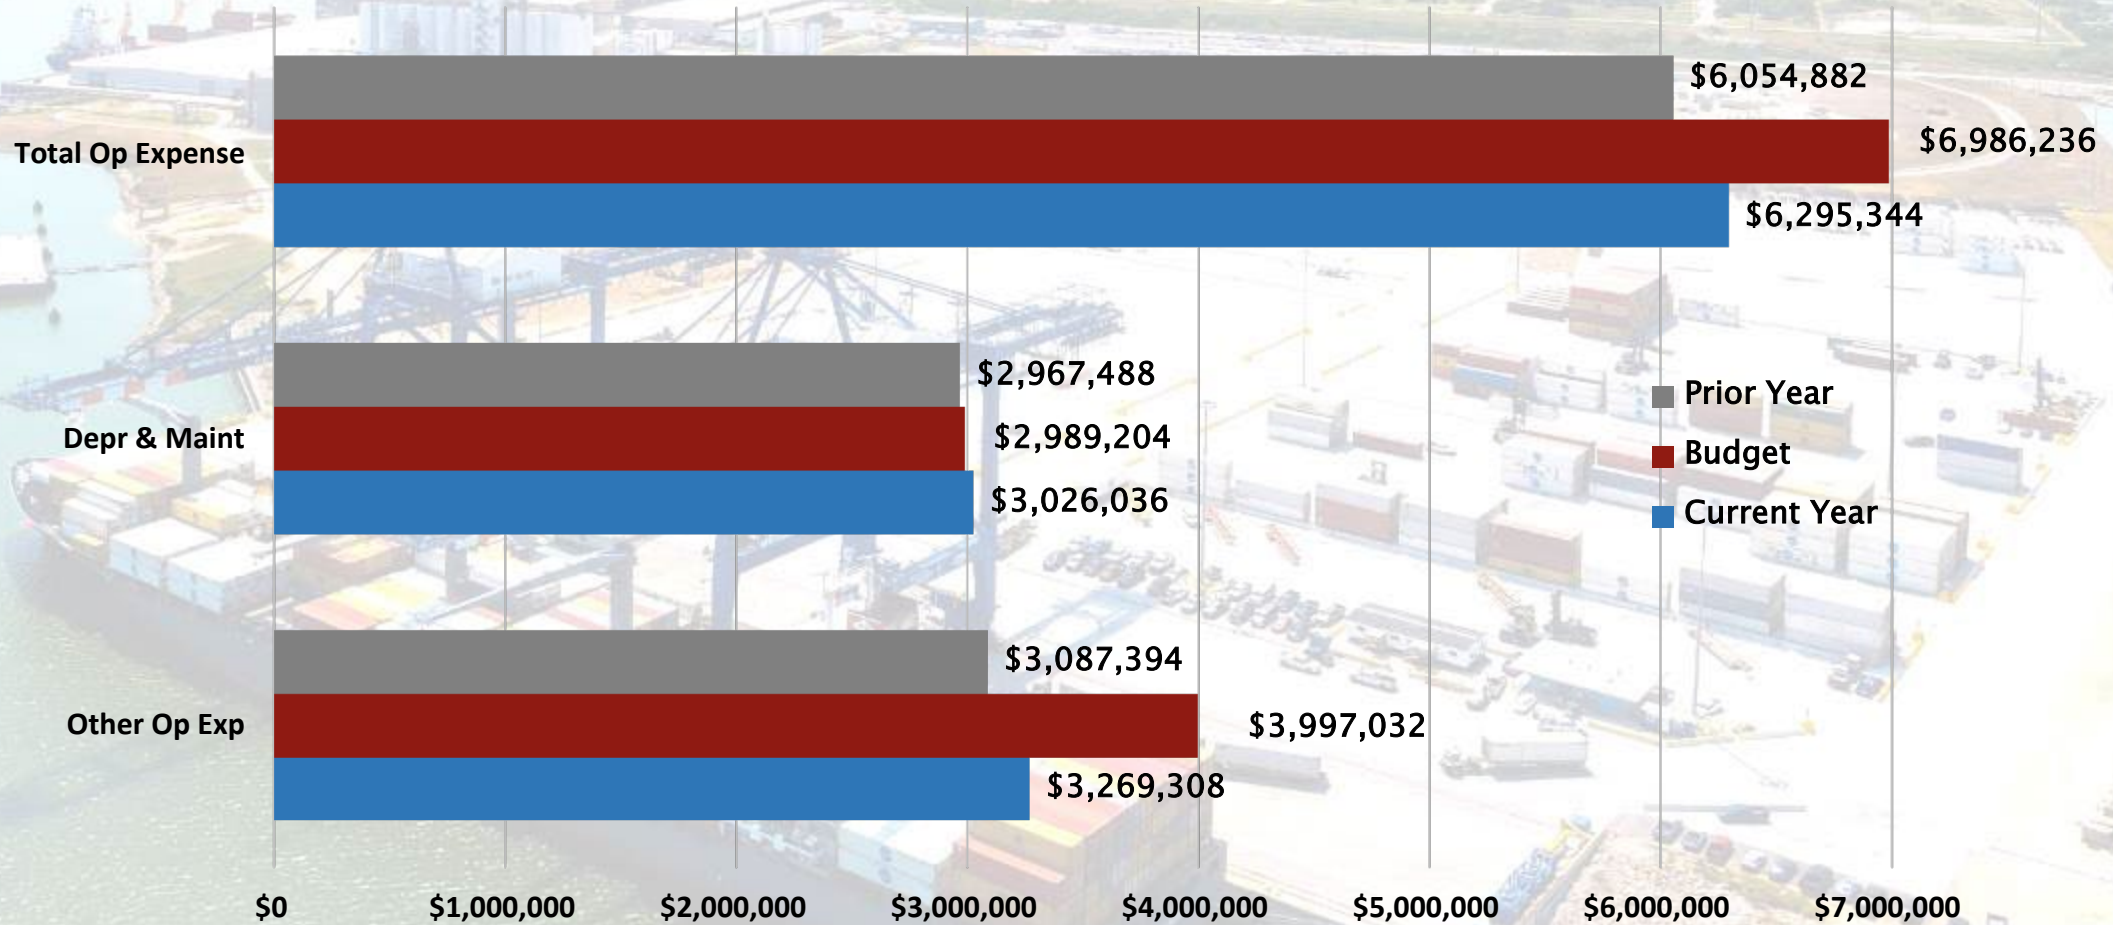 $6,054,882
$6,986,236
Total Op Expense
$6,295,344
$2,967,488
Prior Year
Depr & Maint
$2,989,204
Budget
$3,026,036
Current Year
$3,087,394
Other Op Exp
$3,997,032
$3,269,308
$0 $1,000,000 $2,000,000 $3,000,000 $4,000,000 $5,000,000 $6,000,000 $7,000,000